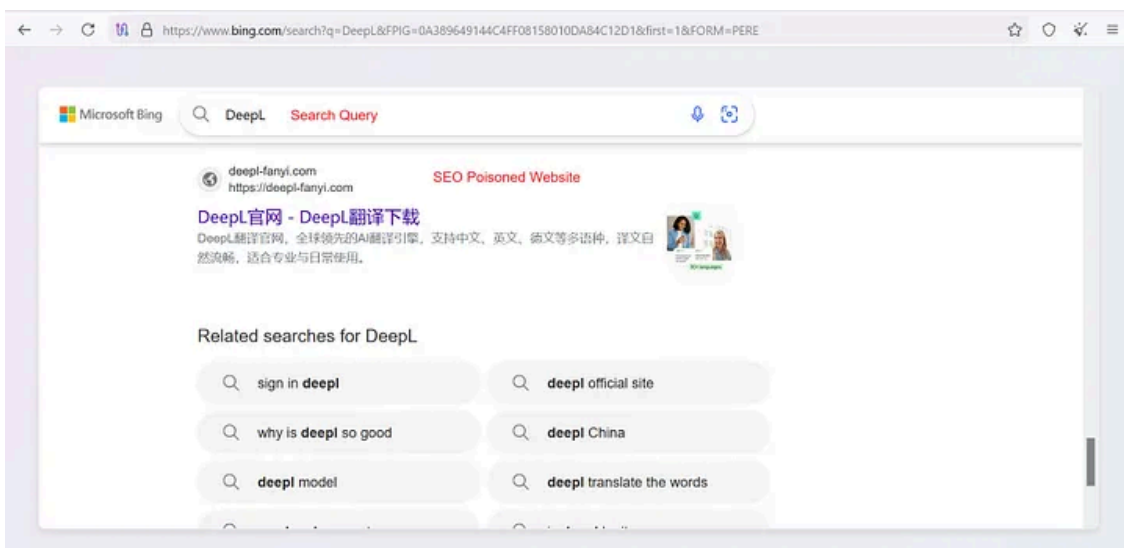 https://www.bing.com/search?q=DeepL&FPIG=0A389649144C4FF08158010DA84C12D1&first=1&FORM=PERE
Microsoft Bing
DeepL
Search Query
deepl-fanyi.com
https://deepl-fanyi.com
SEO Poisoned Website
DeepL官网 - DeepL翻译下载
DeepL翻译官网，全球领先的AI翻译引擎，支持中文、英文、德文等多语种，译文自
然流畅，适合专业与日常使用。
Related searches for DeepL
sign in deepl
deepl official site
why is deepl so good
deepl China
deepl model
deepl translate the words